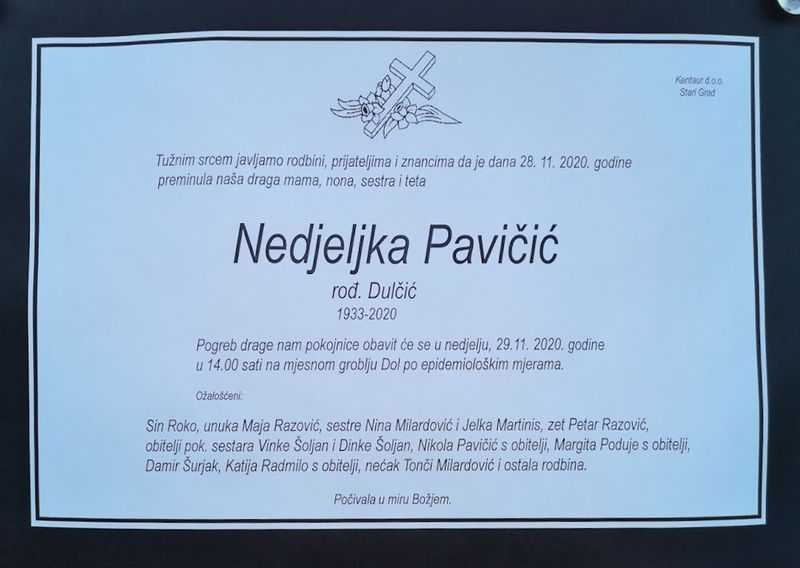 Kentaur d.o.o.
Stari Grad
Tužnim srcem javljamo rodbini, prijateljima i znancima da je dana 28. 11. 2020. godine
preminula naša draga mama, nona, sestra i teta
Nedjeljka Pavičić
rođ. Dulčić
1933-2020
Pogreb drage nam pokojnice obavit će se u nedjelju, 29.11. 2020. godine
u 14.00 sati na mjesnom groblju Dol po epidemiološkim mjerama.
Ožalošćeni:
Sin Roko, unuka Maja Razović, sestre Nina Milardović i Jelka Martinis, zet Petar Razović,
obitelji pok. sestara Vinke Šoljan i Dinke Šoljan, Nikola Pavičić s obitelji, Margita Poduje s obitelji,
Damir Šurjak, Katija Radmilo s obitelji, nećak Tonči Milardović i ostala rodbina.
Počivala u miru Božjem.